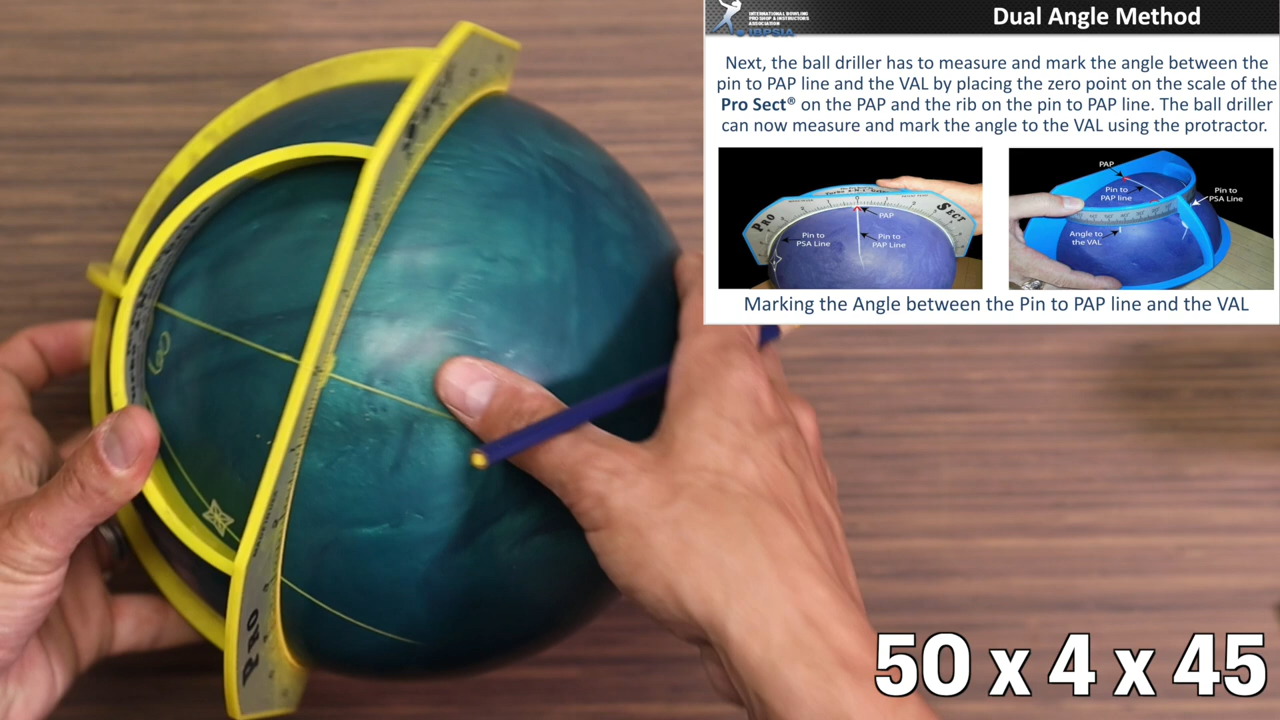 INTERNATIONAL BOWLING
PRO SHOP & INSTRUCTORS
ASSOCIATION
IBPSIA
Dual Angle Method
Next, the ball driller has to measure and mark the angle between the
pin to PAP line and the VAL by placing the zero point on the scale of the
Pro Sect® on the PAP and the rib on the pin to PAP line. The ball driller
can now measure and mark the angle to the VAL using the protractor.
PRO
SECT
PAP
Pin to
PSA Line
Pin to
PAP Line
PAP
Pin to
PAP line
Pin to
PSA Line
Angle to
the VAL
Marking the Angle between the Pin to PAP line and the VAL
PRO
50 x 4 x 45